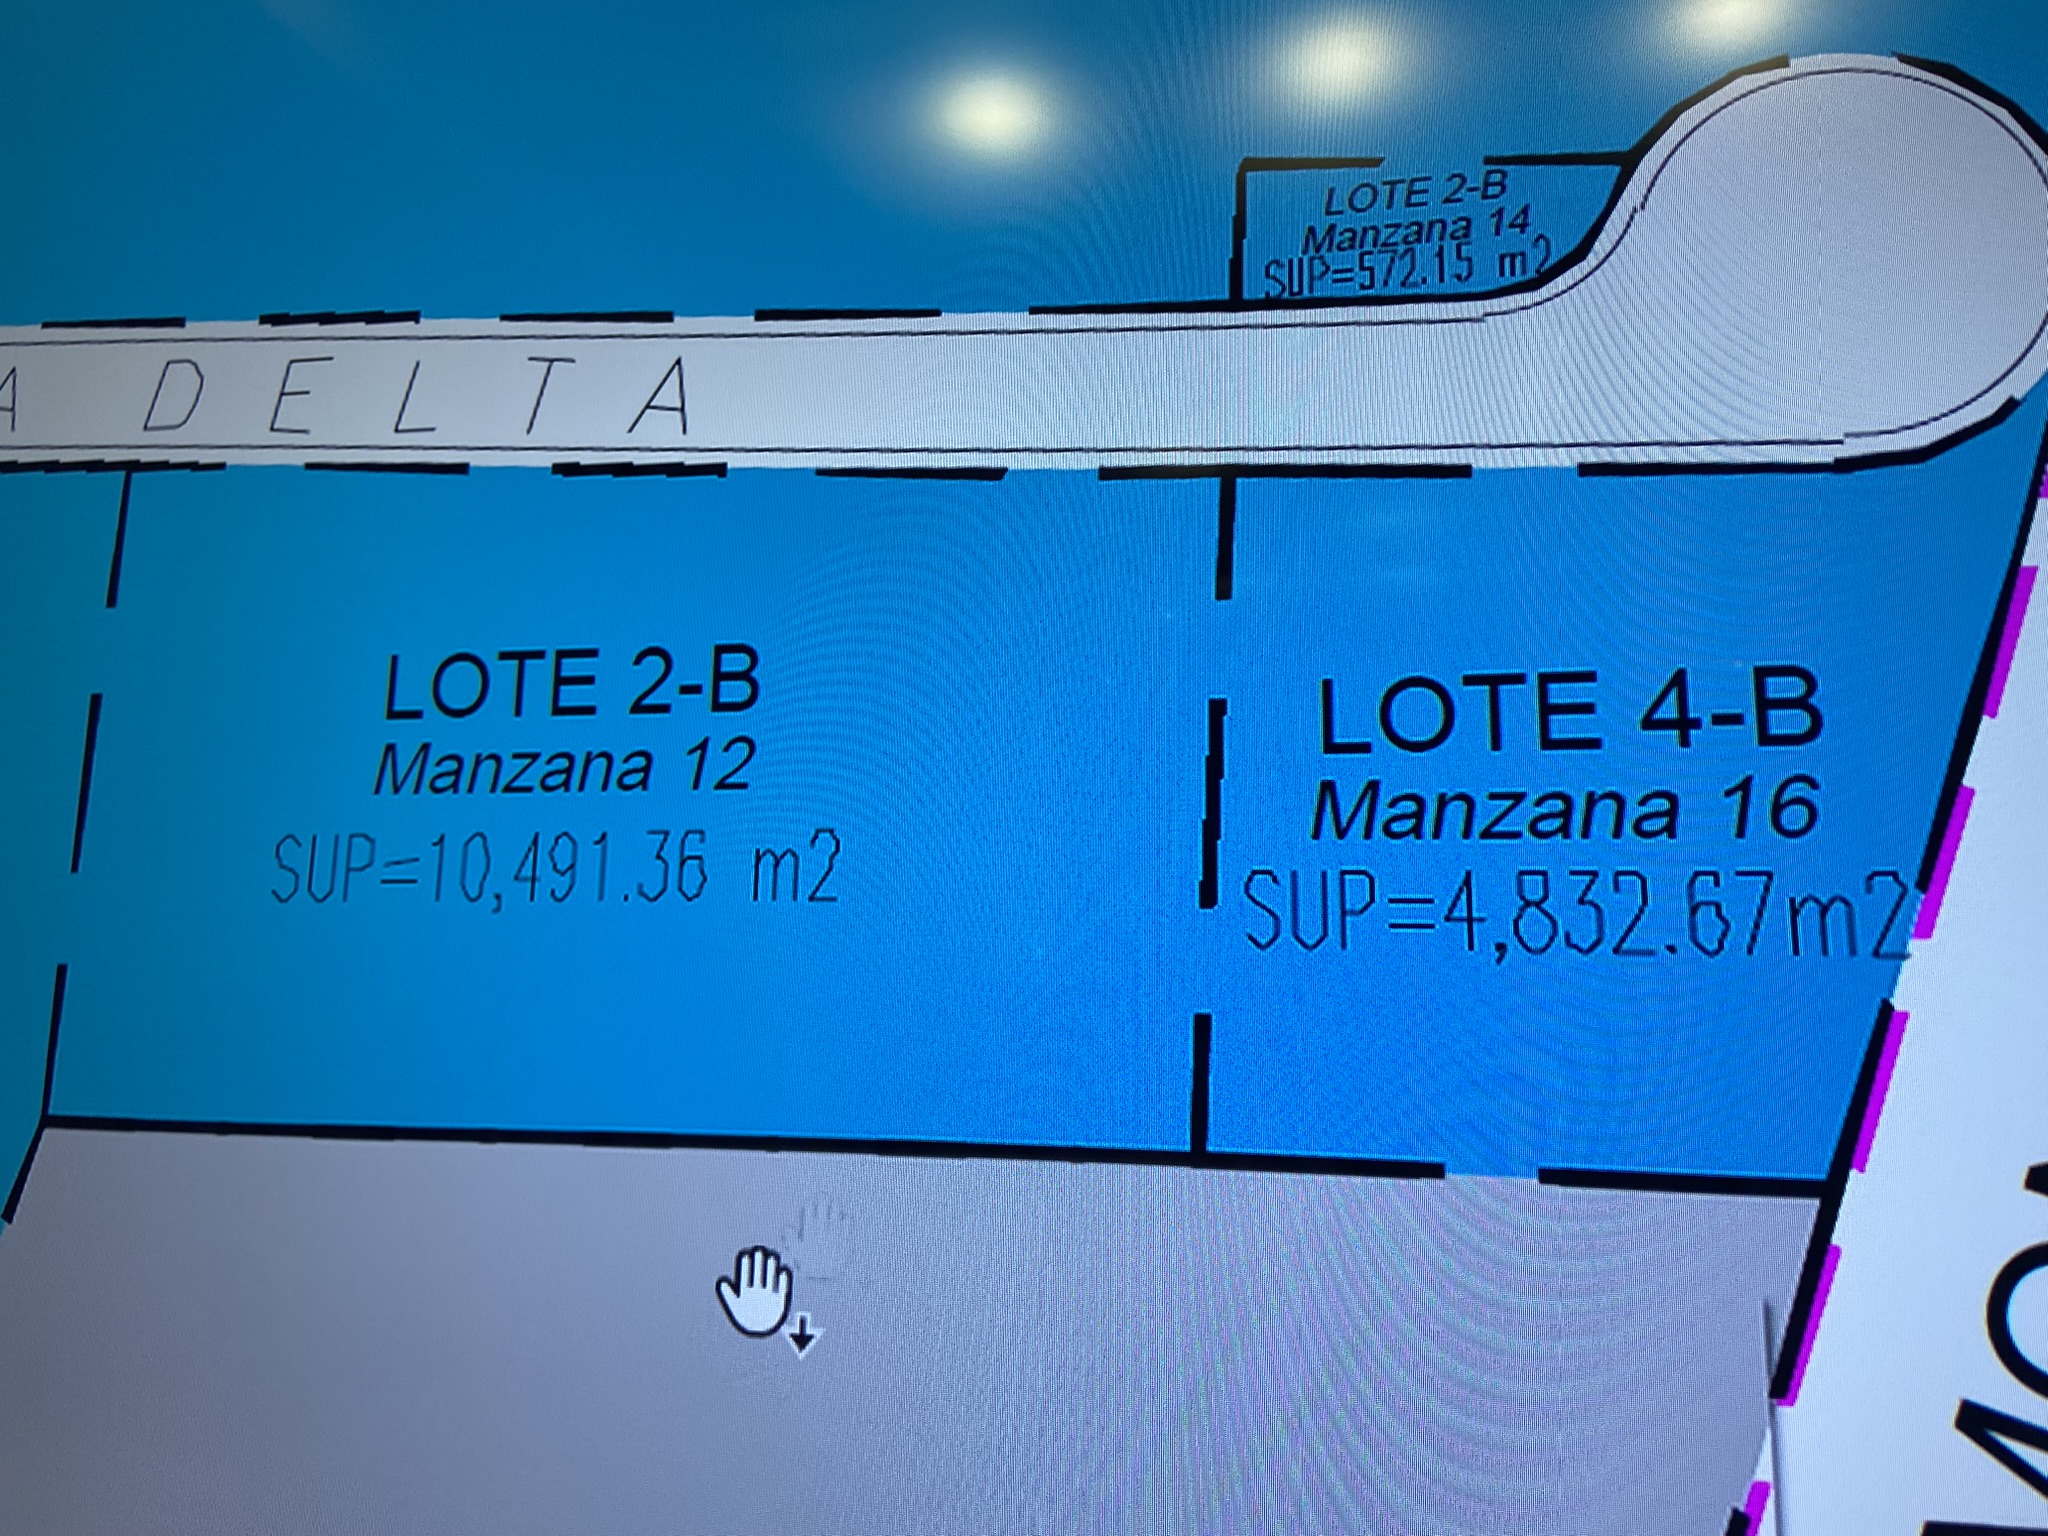 LOTE 2-B
Manzana 14
SUP=572.15 m2
A DELTA
LOTE 2-B
Manzana 12
SUP=10,491.36 m2
LOTE 4-B
Manzana 16
SUP=4,832.67m2